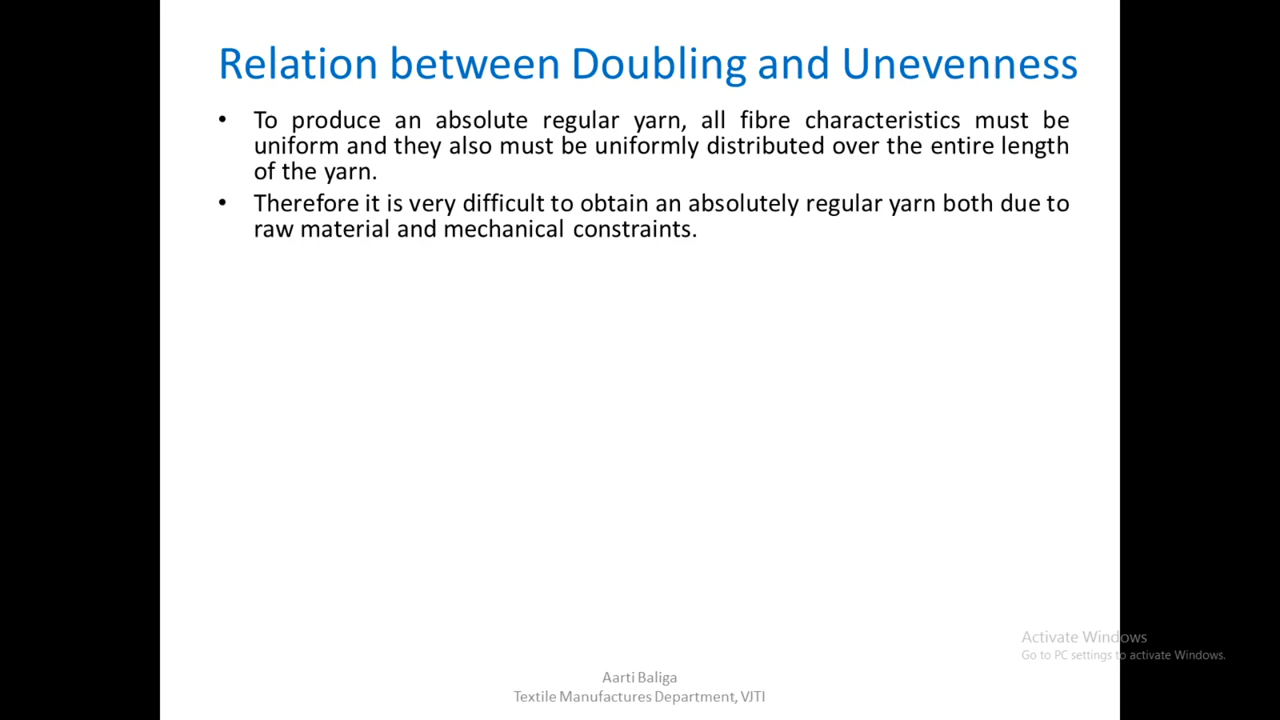 Relation between Doubling and Unevenness
• To produce an absolute regular yarn, all fibre characteristics must be
uniform and they also must be uniformly distributed over the entire length
of the yarn.
• Therefore it is very difficult to obtain an absolutely regular yarn both due to
raw material and mechanical constraints.
Activate Windows
Go to PC settings to activate Windows.
Aarti Baliga
Textile Manufactures Department, VJTI